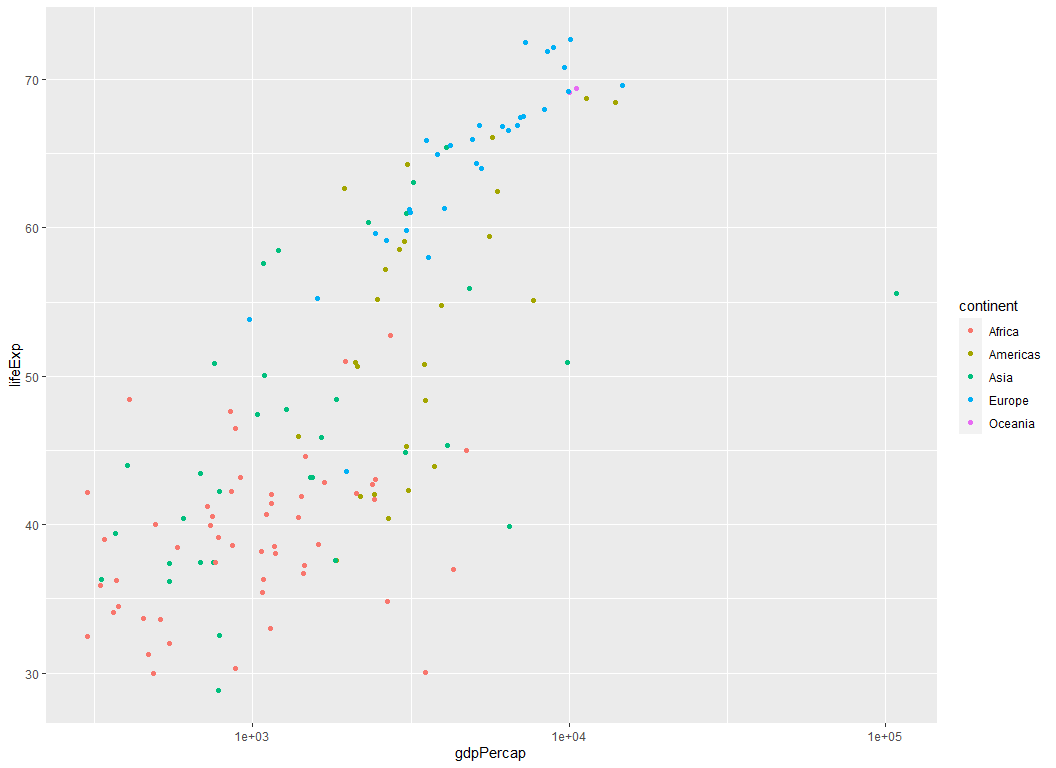 70
60
50
40
30
lifeExp
1e+03
1e+04
1e+05
gdpPercap
continent
Africa
Americas
Asia
Europe
Oceania